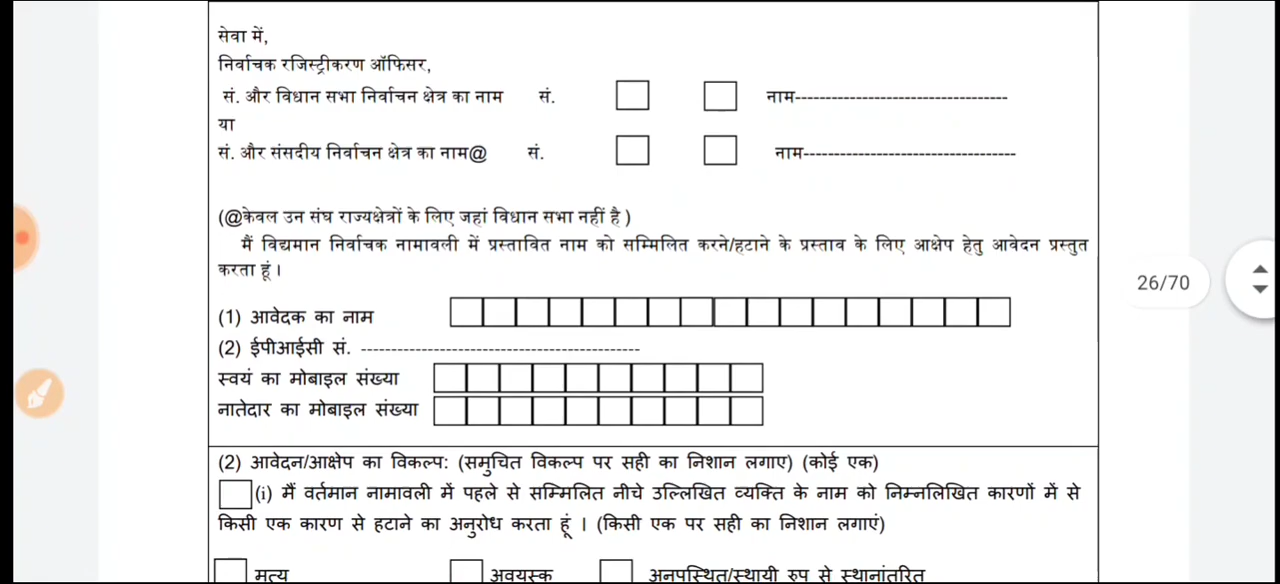 सेवा में,
निर्वाचक रजिस्ट्रीकरण ऑफिसर,
सं. और विधान सभा निर्वाचन क्षेत्र का नाम सं. नाम-----------------------------------
या
सं. और संसदीय निर्वाचन क्षेत्र का नाम@ सं. नाम-----------------------------------
(@केवल उन संघ राज्यक्षेत्रों के लिए जहां विधान सभा नहीं है )
मैं विद्यमान निर्वाचक नामावली में प्रस्तावित नाम को सम्मिलित करने/हटाने के प्रस्ताव के लिए आक्षेप हेतु आवेदन प्रस्तुत
करता हूं ।
26/70
(1) आवेदक का नाम
(2) ईपीआईसी सं. ----------------------------------------------
स्वयं का मोबाइल संख्या
नातेदार का मोबाइल संख्या
(2) आवेदन/आक्षेप का विकल्प: (समुचित विकल्प पर सही का निशान लगाए) (कोई एक)
(i) मैं वर्तमान नामावली में पहले से सम्मिलित नीचे उल्लिखित व्यक्ति के नाम को निम्नलिखित कारणों में से
किसी एक कारण से हटाने का अनुरोध करता हूं । (किसी एक पर सही का निशान लगाएं)
मृत्यु अवयस्क अनुपस्थित/स्थायी रुप से स्थानांतरित